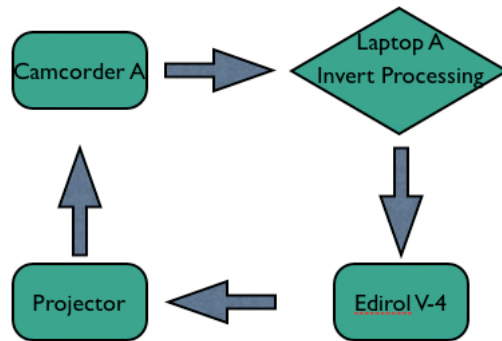 Camcorder A
Laptop A
Invert Processing
Projector
Edirol V-4